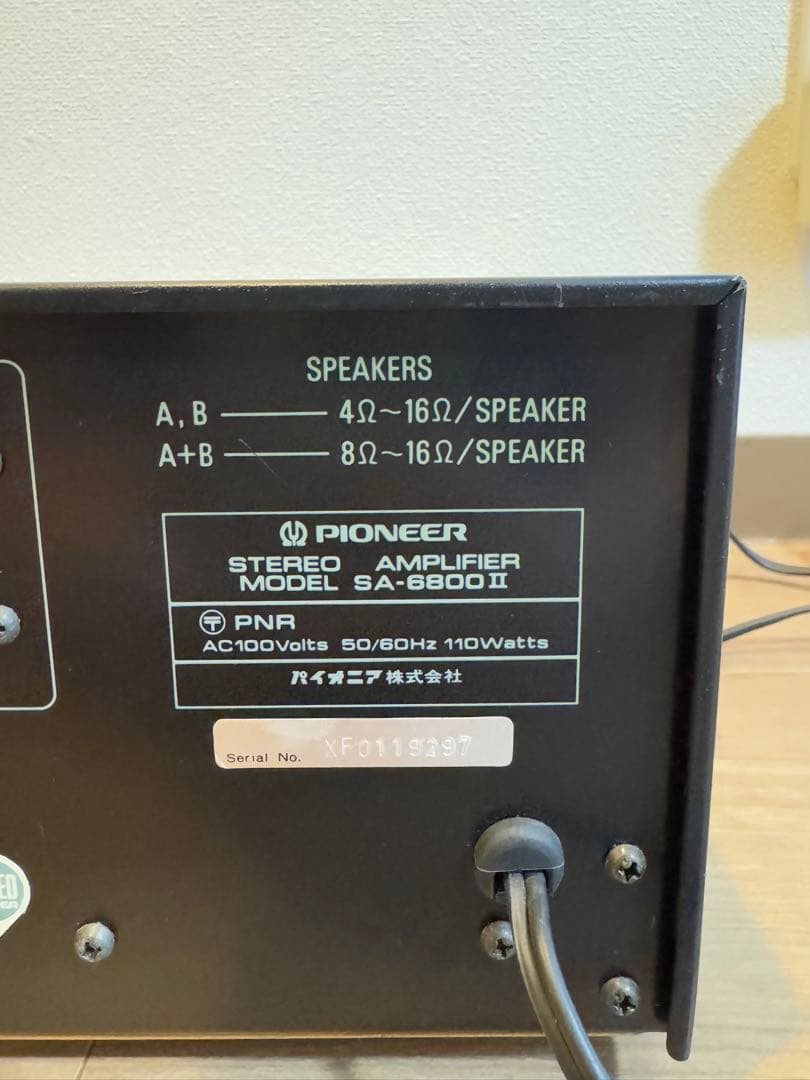 SPEAKERS
A, B 4Ω~16Ω/SPEAKER
A+B 8Ω~16Ω/SPEAKER
PIONEER
STEREO AMPLIFIER
MODEL SA-6800II
〒 PNR
AC100Volts 50/60Hz 110Watts
パイオニア株式会社
Serial No. XF0119297